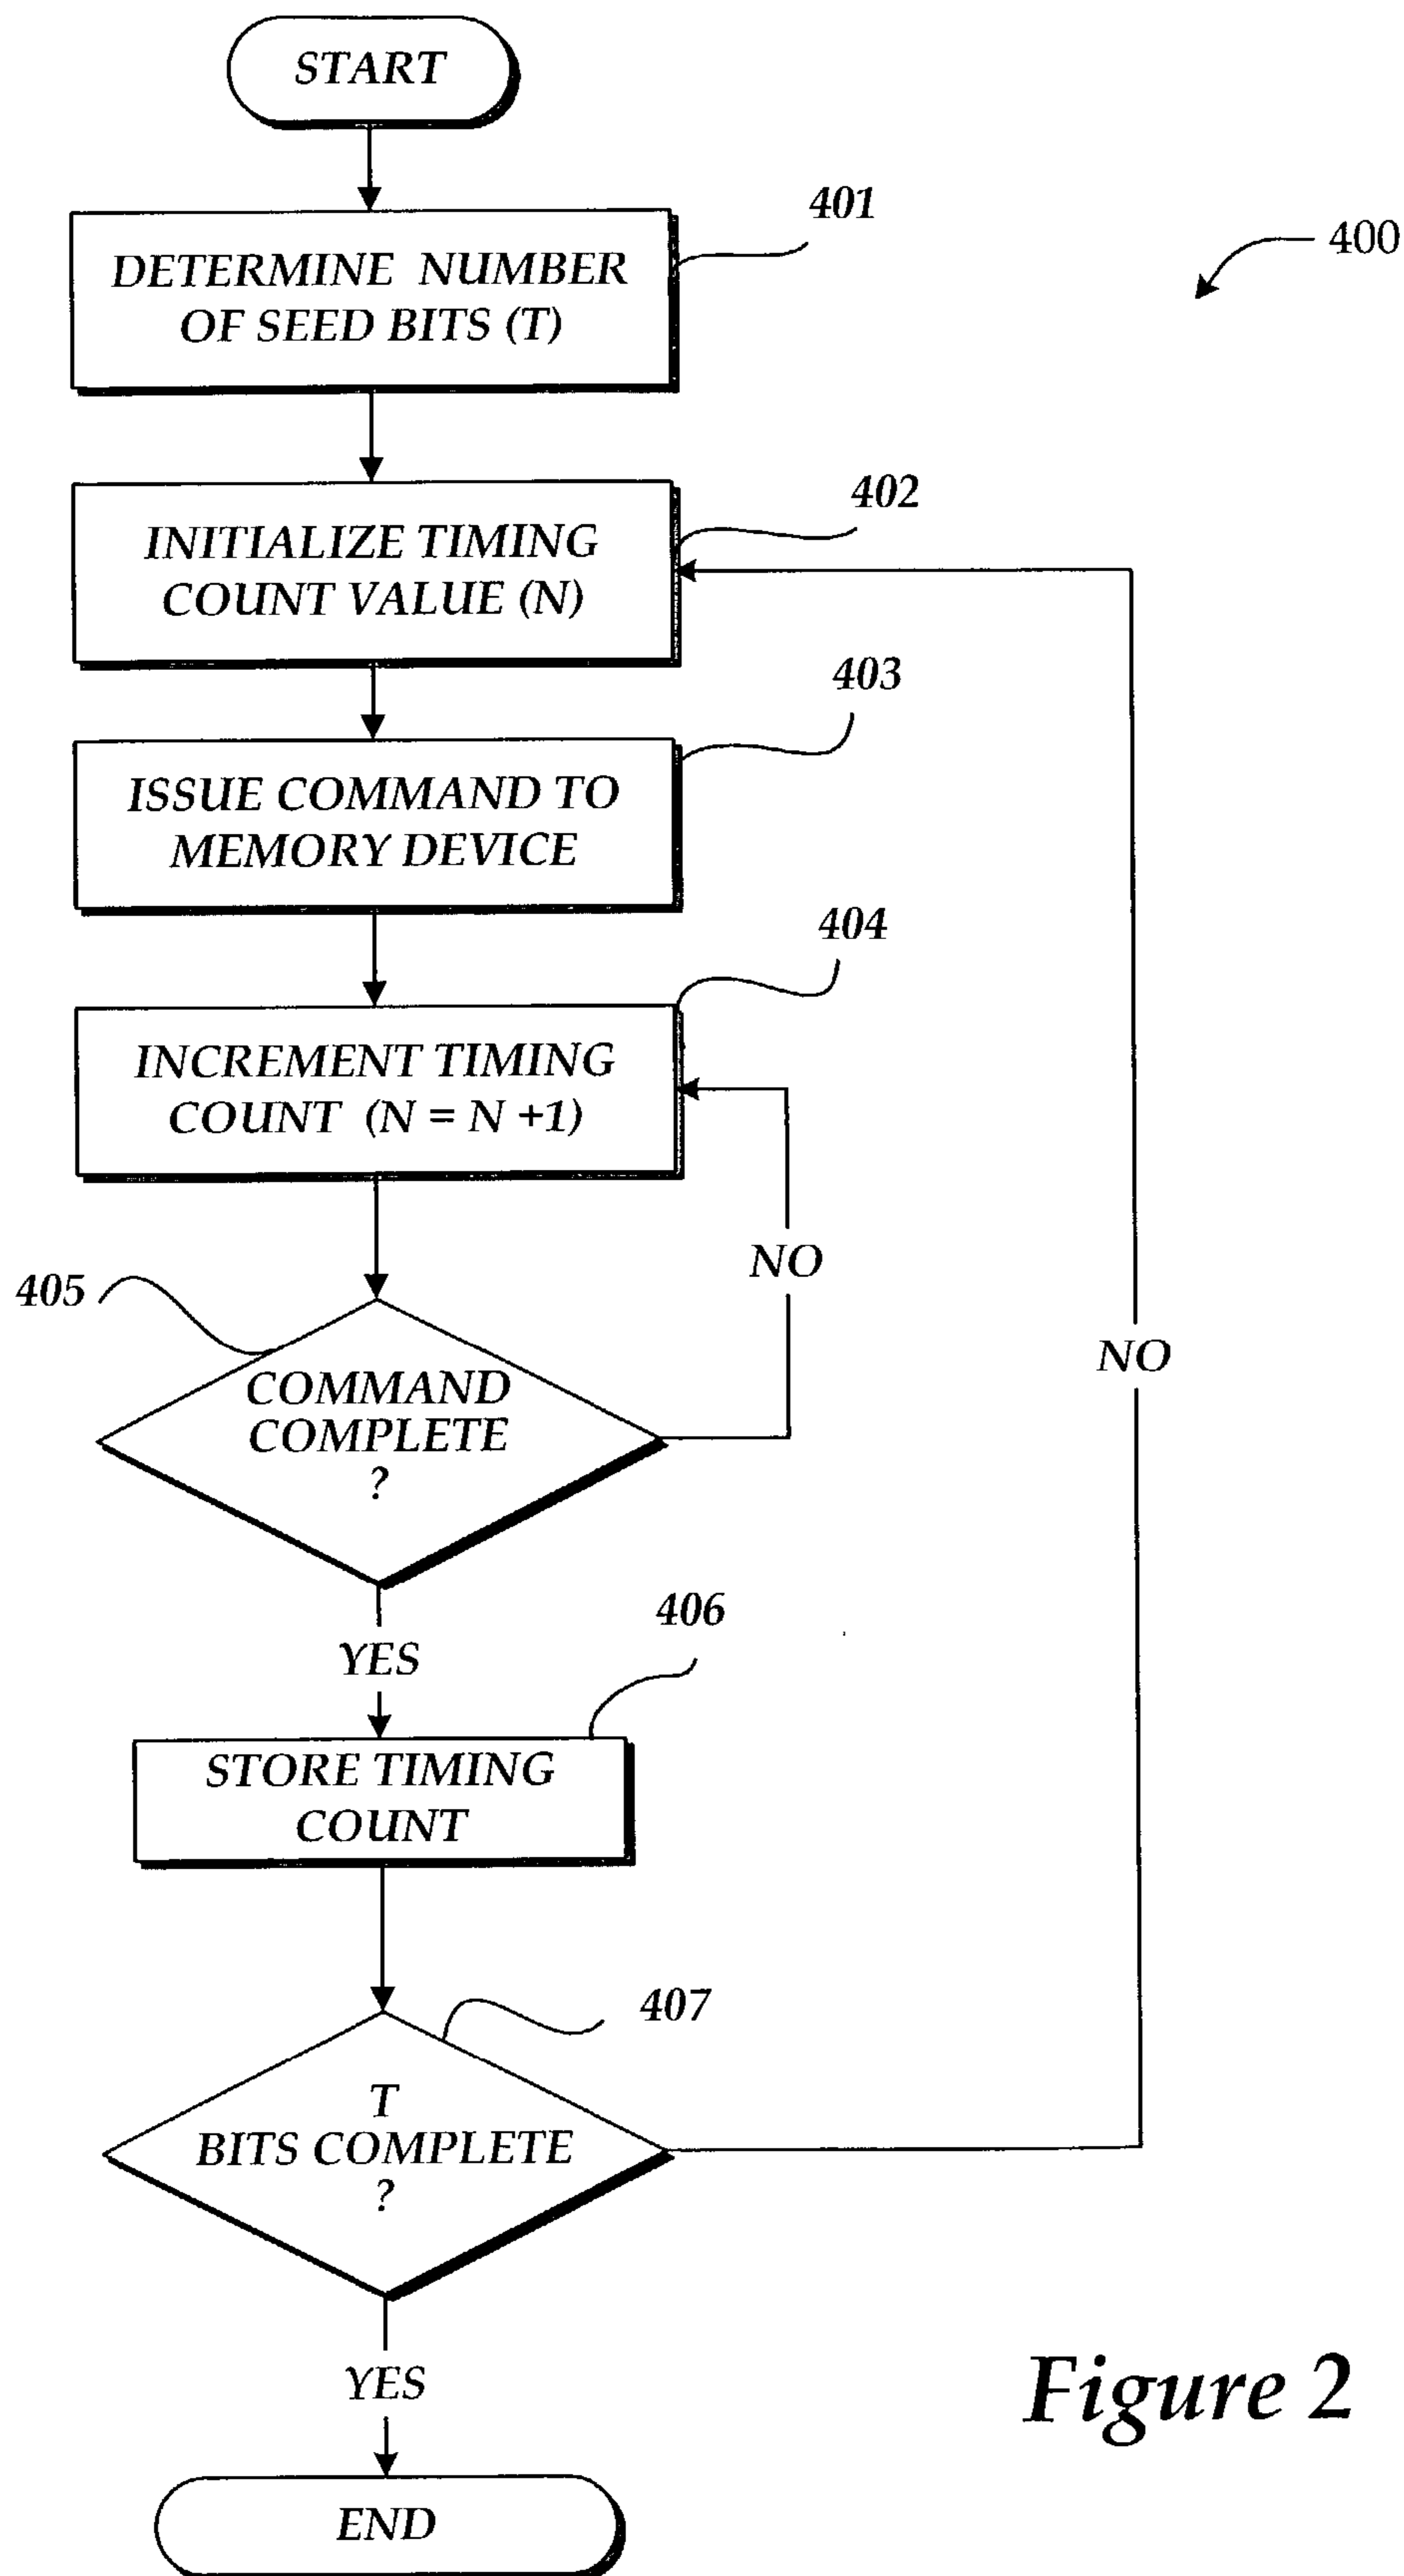 START
401
400
DETERMINE NUMBER
OF SEED BITS (T)
402
INITIALIZE TIMING
COUNT VALUE (N)
403
ISSUE COMMAND TO
MEMORY DEVICE
404
INCREMENT TIMING
COUNT (N = N +1)
NO
405
COMMAND
COMPLETE
?
NO
406
YES
STORE TIMING
COUNT
407
T
BITS COMPLETE
?
YES
Figure 2
END